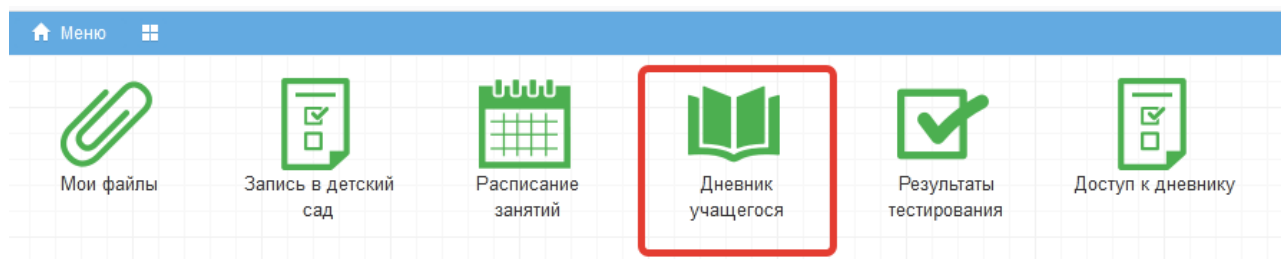 Меню
Мои файлы
Запись в детский
сад
Расписание
занятий
Дневник
учащегося
Результаты
тестирования
Доступ к дневнику